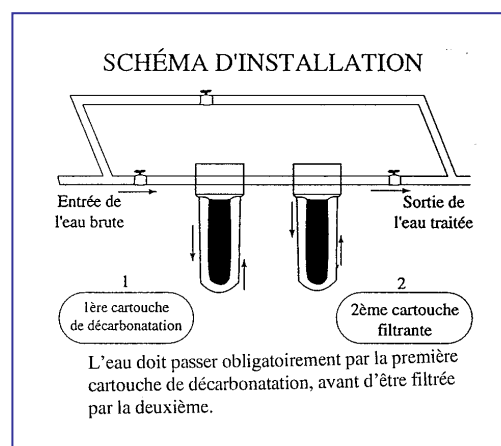 SCHÉMA D'INSTALLATION
Entrée de
l'eau brute
Sortie de
l'eau traitée
1
1ère cartouche
de décarbonatation
2
2ème cartouche
filtrante
L'eau doit passer obligatoirement par la première
cartouche de décarbonatation, avant d'être filtrée
par la deuxième.